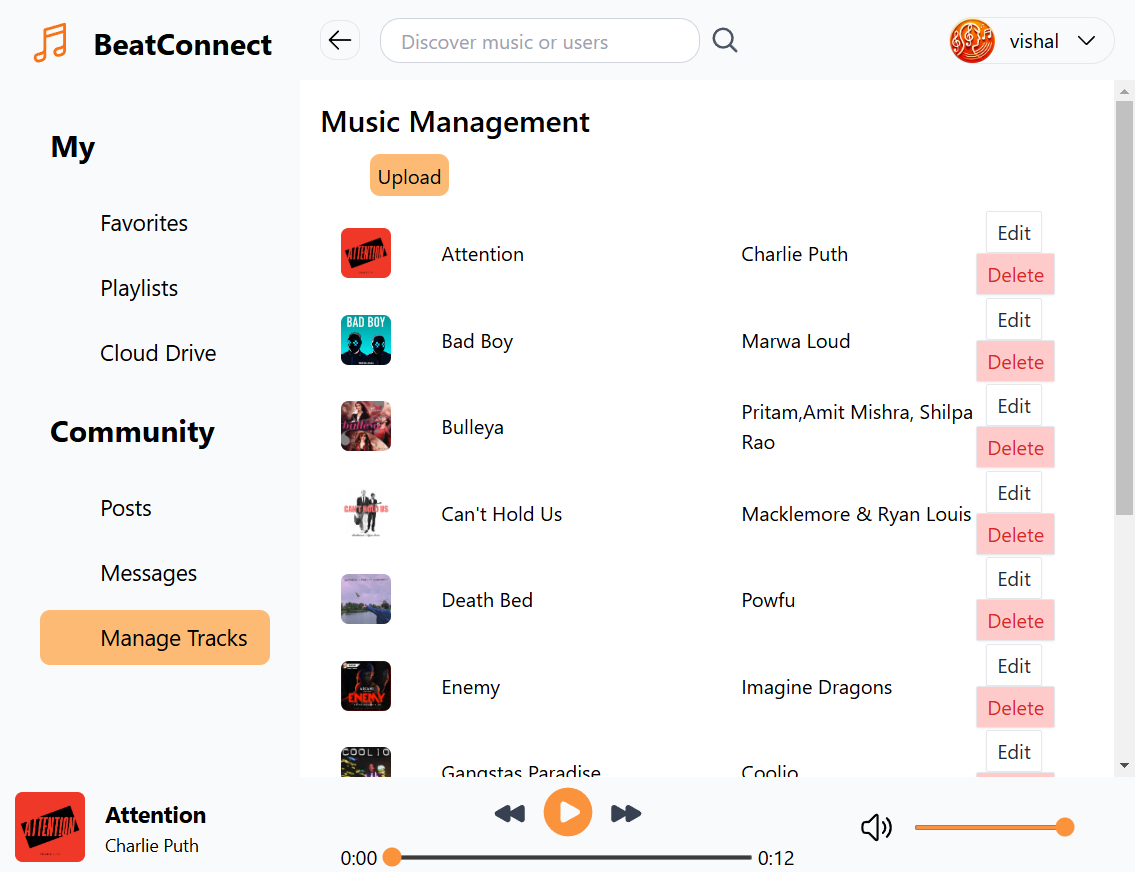 BeatConnect
Discover music or users
vishal
My
Favorites
Playlists
Cloud Drive
Community
Posts
Messages
Manage Tracks
Music Management
Upload
ATTENTION
Attention
Charlie Puth
Edit
Delete
BAD BOY
Bad Boy
Marwa Loud
Edit
Delete
bulleya
Bulleya
Pritam,Amit Mishra, Shilpa
Rao
Edit
Delete
CAN'T HOLD US
Can't Hold Us
Macklemore & Ryan Louis
Edit
Delete
Death Bed
Powfu
Edit
Delete
ENEMY
Enemy
Imagine Dragons
Edit
Delete
COOLIO
Gangstas Paradise
Coolio
Edit
ATTENTION
Attention
Charlie Puth
0:00
0:12